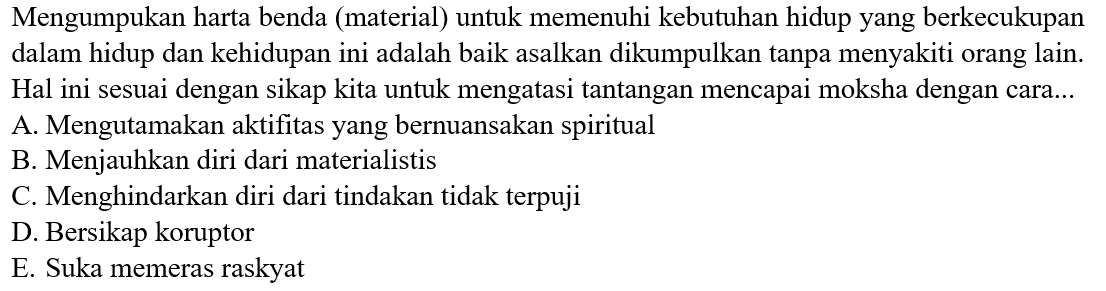 Mengumpukan harta benda (material) untuk memenuhi kebutuhan hidup yang berkecukupan
dalam hidup dan kehidupan ini adalah baik asalkan dikumpulkan tanpa menyakiti orang lain.
Hal ini sesuai dengan sikap kita untuk mengatasi tantangan mencapai moksha dengan cara...
A. Mengutamakan aktifitas yang bernuansakan spiritual
B. Menjauhkan diri dari materialistis
C. Menghindarkan diri dari tindakan tidak terpuji
D. Bersikap koruptor
E. Suka memeras raskyat